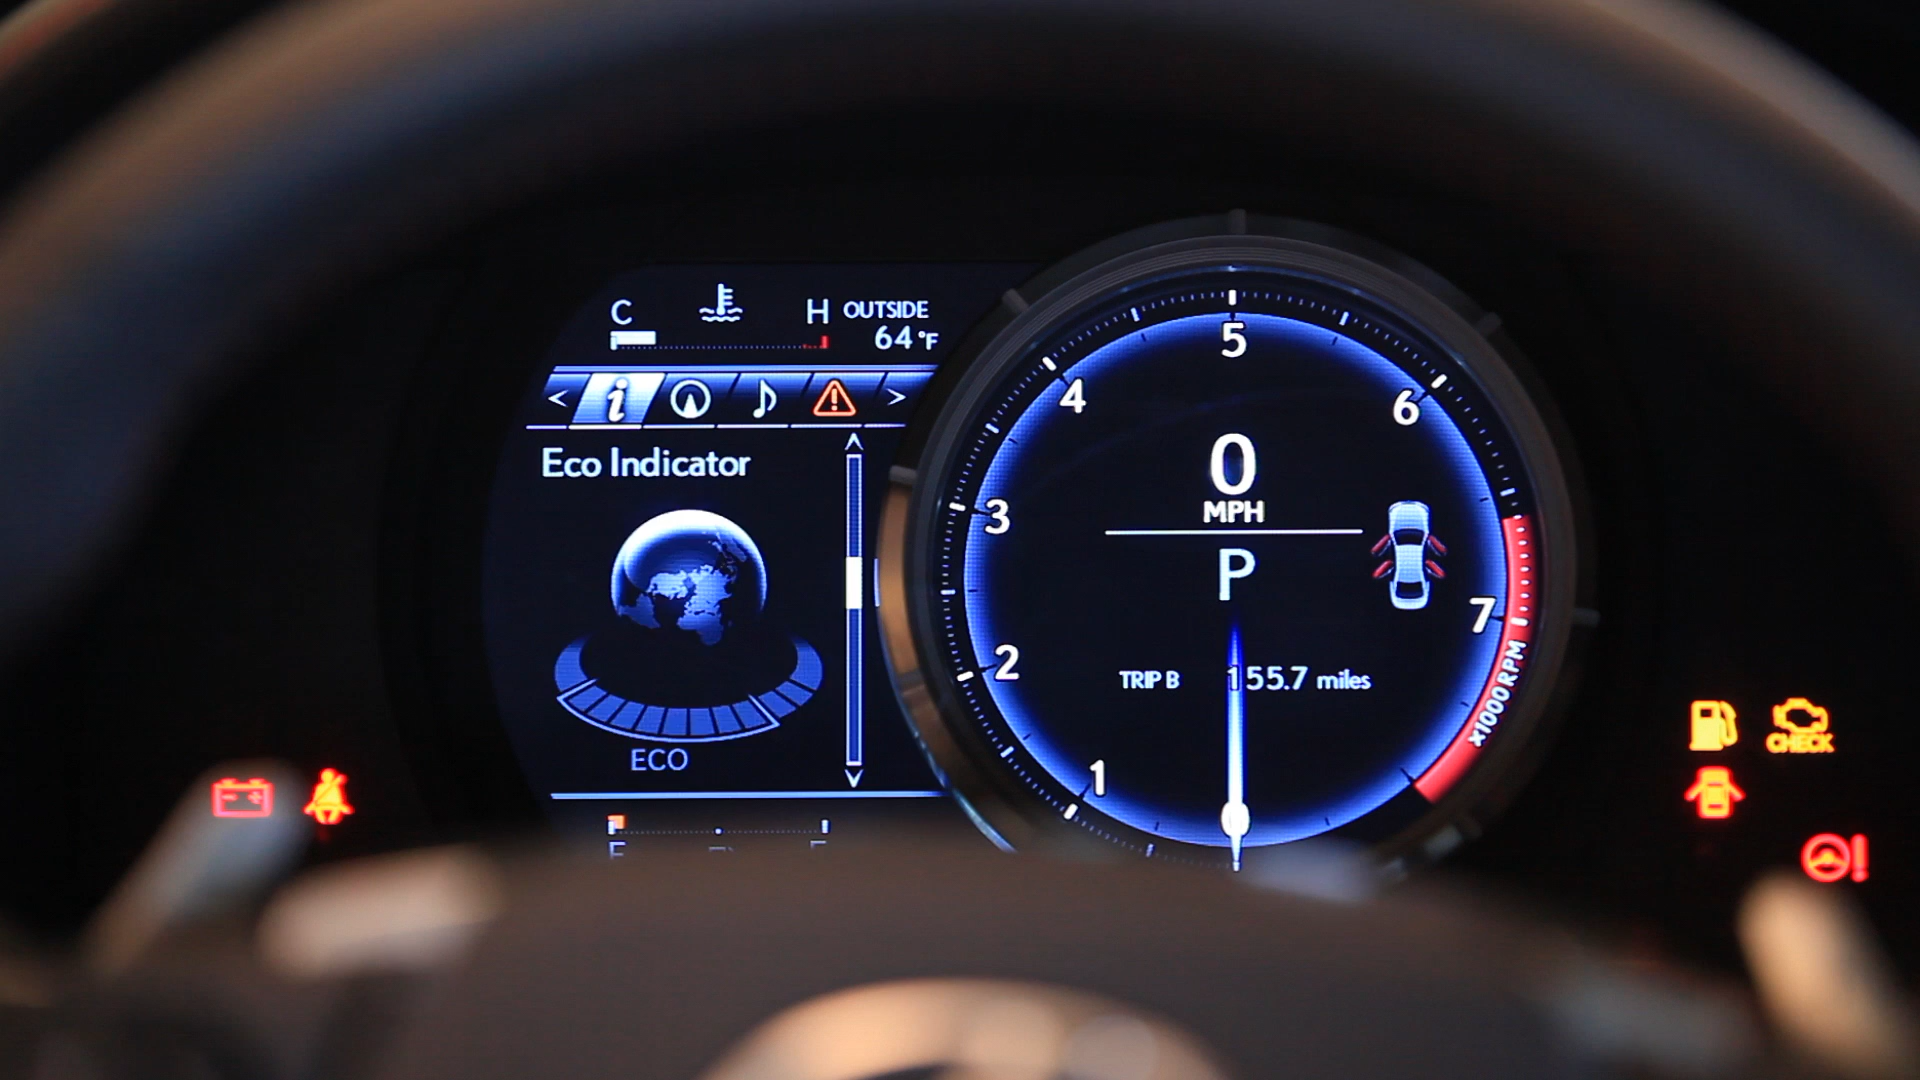 C H OUTSIDE
64°F
< i >
Eco Indicator
ECO
5
4 6
0
MPH
3
P
7
2
TRIP B 155.7 miles
x1000RPM
1
CHECK